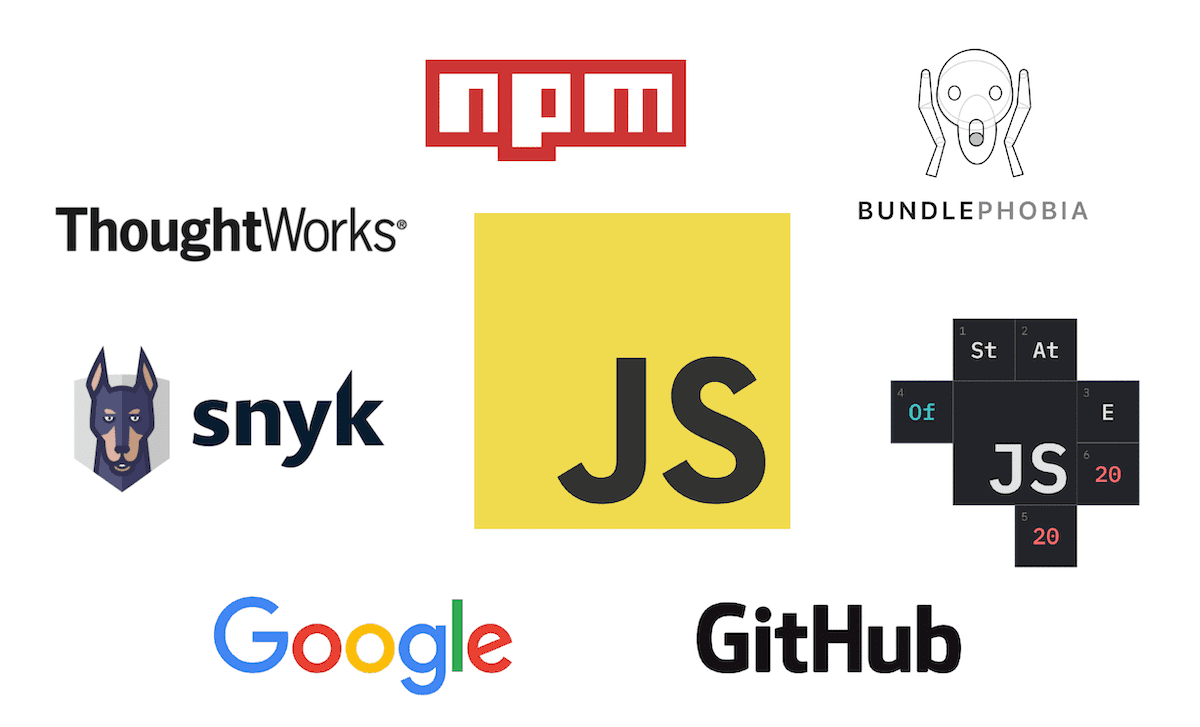 npm
BUNDLEPHOBIA
ThoughtWorks®
JS
snyk
1 St 2 At
4 Of 3 E
JS 6 20
5 20
Google
GitHub